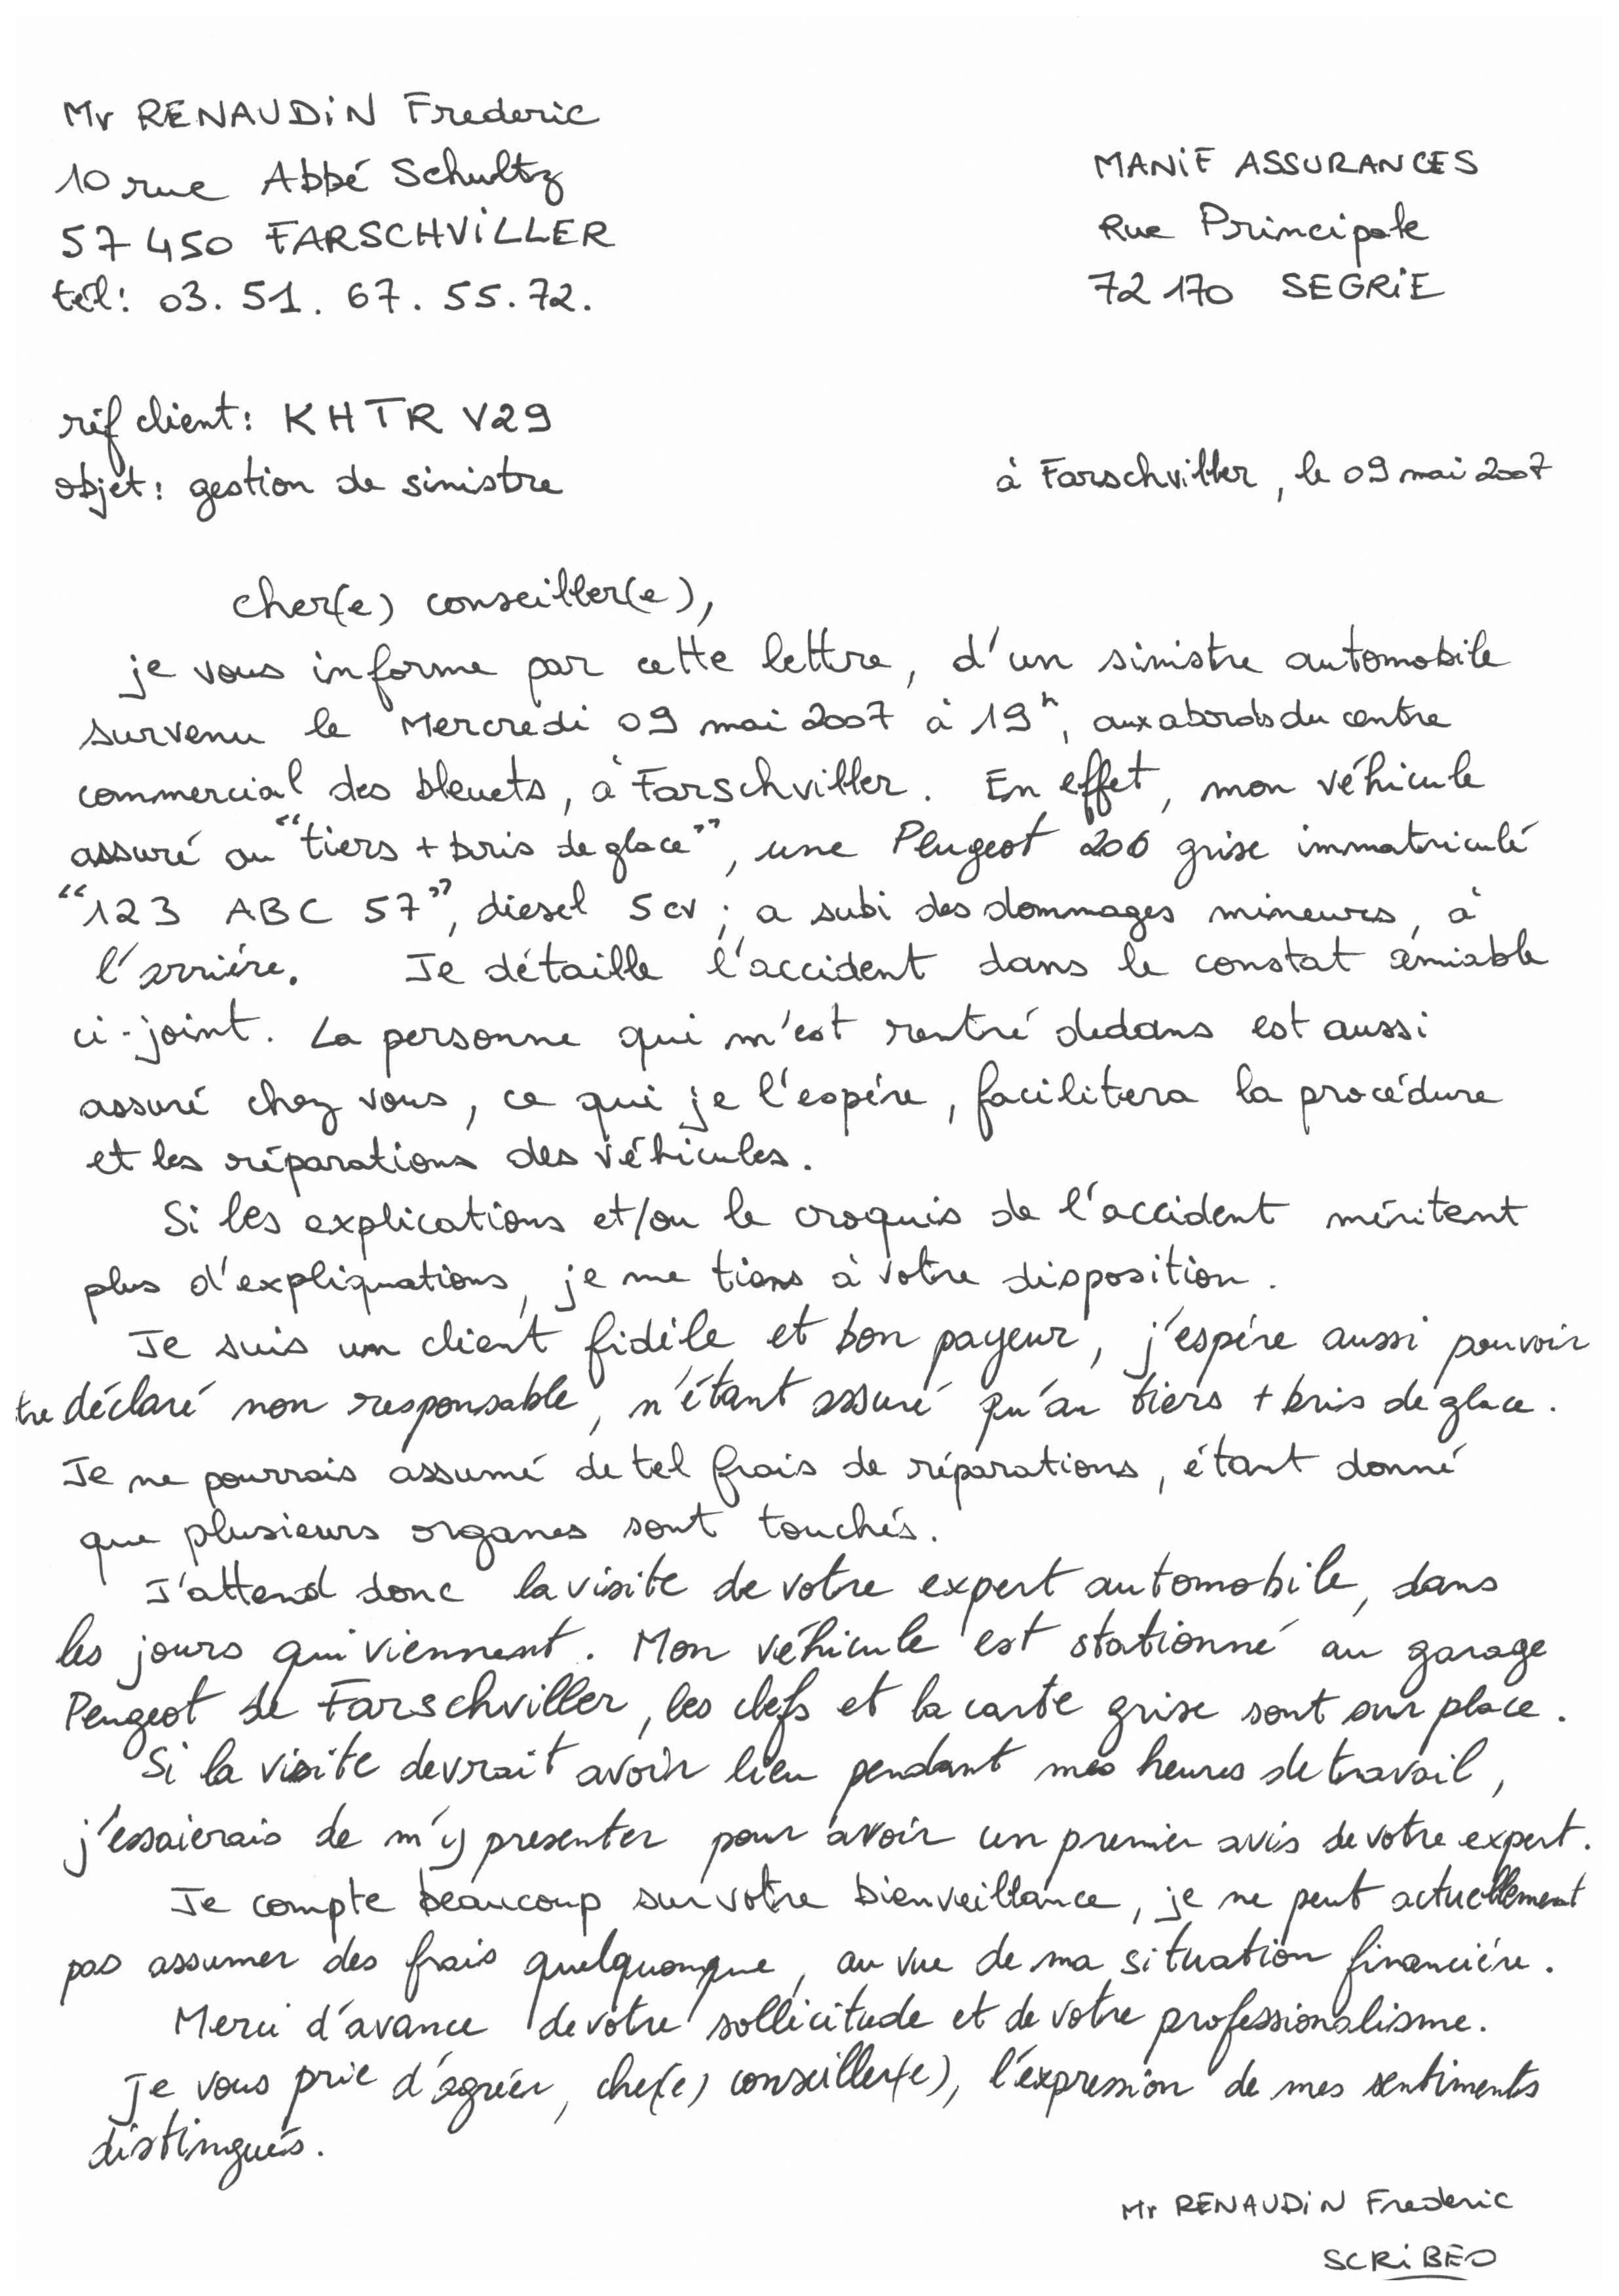 Mr RENAUDIN Frederic
10 rue Abbé Schultz
57450 FARSCHVILLER
tél: 03.51.67.55.72.
MANIF ASSURANCES
Rue Principale
72170 SEGRIE
réf client: KHTR V29
objet: gestion de sinistre
à Farschviller, le 09 mai 2007
cher(e) conseiller(e),
je vous informe par cette lettre, d'un sinistre automobile
survenu le Mercredi 09 mai 2007 à 19h, aux abords du centre
commercial des bleuets, à Farschviller. En effet, mon véhicule
assuré au "tiers + bris de glace", une Peugeot 206 grise immatriculé
"123 ABC 57", diesel 5cv; a subi des dommages mineurs, à
l'arrière. Je détaille l'accident dans le constat amiable
ci-joint. La personne qui m'est rentré dedans est aussi
assuré chez vous, ce qui je l'espère, facilitera la procédure
et les réparations des véhicules.
Si les explications et/ou le croquis de l'accident méritent
plus d'expliquations, je me tiens à votre disposition.
Je suis un client fidèle et bon payeur, j'espère aussi pouvoir
tre déclaré non responsable, n'étant assuré qu'au tiers + bris de glace.
Je ne pourrais assumé de tel frais de réparations, étant donné
que plusieurs organes sont touchés.
J'attend donc la visite de votre expert automobile, dans
les jours qui viennent. Mon véhicule est stationné au garage
Peugeot de Farschviller, les clefs et la carte grise sont sur place.
Si la visite devrait avoir lieu pendant mes heures de travail,
j'essaierais de m'y presenter pour avoir un premier avis de votre expert.
Je compte beaucoup sur votre bienveillance, je ne peut actuellement
pas assumer des frais quelquonque, au vue de ma situation financière.
Merci d'avance de votre sollicitude et de votre professionalisme.
Je vous prie d'agréer, cher(e) conseiller(e), l'expression de mes sentiments
distingués.
Mr RENAUDIN Frederic
SCRIBEO